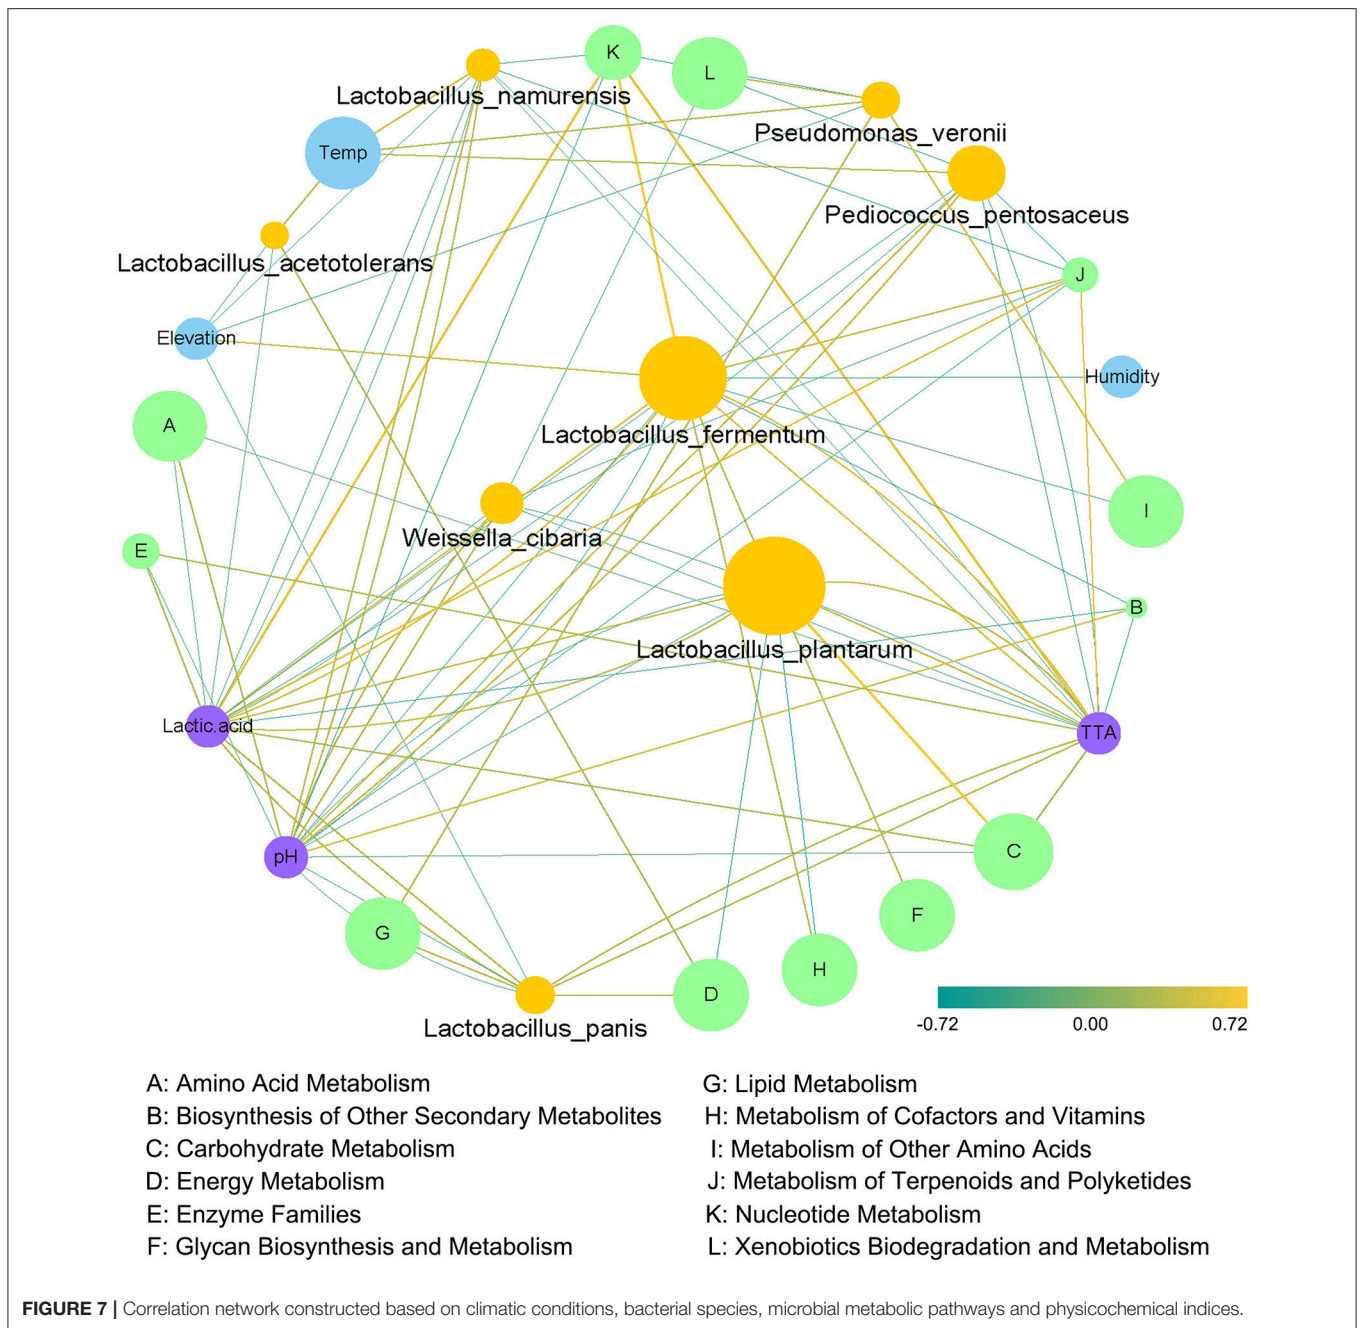 K
L
Lactobacillus_namurensis
Pseudomonas_veronii
Temp
Pediococcus_pentosaceus
Lactobacillus_acetotolerans
J
Elevation
Humidity
A
Lactobacillus_fermentum
I
Weissella_cibaria
E
B
Lactobacillus_plantarum
Lactic.acid
TTA
pH
C
F
G
H
D
Lactobacillus_panis
-0.72 0.00 0.72
A: Amino Acid Metabolism
B: Biosynthesis of Other Secondary Metabolites
C: Carbohydrate Metabolism
D: Energy Metabolism
E: Enzyme Families
F: Glycan Biosynthesis and Metabolism
G: Lipid Metabolism
H: Metabolism of Cofactors and Vitamins
I: Metabolism of Other Amino Acids
J: Metabolism of Terpenoids and Polyketides
K: Nucleotide Metabolism
L: Xenobiotics Biodegradation and Metabolism
FIGURE 7 | Correlation network constructed based on climatic conditions, bacterial species, microbial metabolic pathways and physicochemical indices.